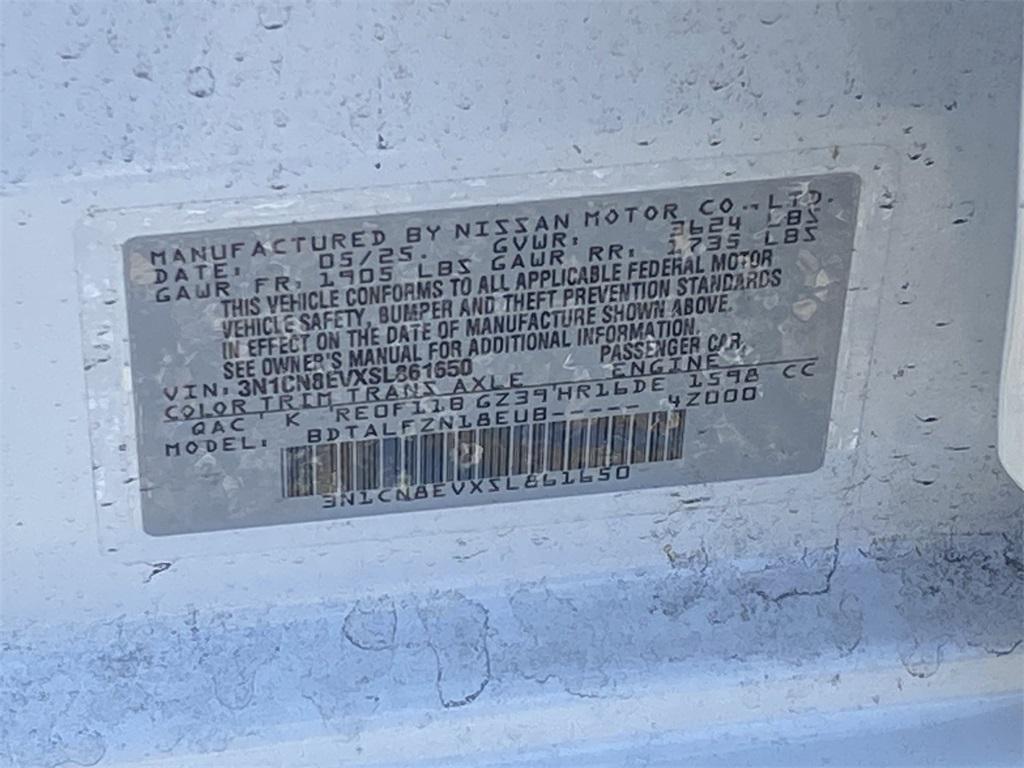 MANUFACTURED BY NISSAN MOTOR CO., LTD.
DATE: 05/25. GVWR: 3624 LBS
GAWR FR: 1905 LBS GAWR RR: 1735 LBS
THIS VEHICLE CONFORMS TO ALL APPLICABLE FEDERAL MOTOR
VEHICLE SAFETY, BUMPER AND THEFT PREVENTION STANDARDS
IN EFFECT ON THE DATE OF MANUFACTURE SHOWN ABOVE.
SEE OWNER'S MANUAL FOR ADDITIONAL INFORMATION.
VIN: 3N1CN8EVXSL861650 PASSENGER CAR
COLOR TRIM TRANS AXLE ENGINE
QAC K RE0F11B GZ39 HR16DE 1598 CC
MODEL: BDTALFZN18EUB----- 4Z000
3N1CN8EVXSL861650